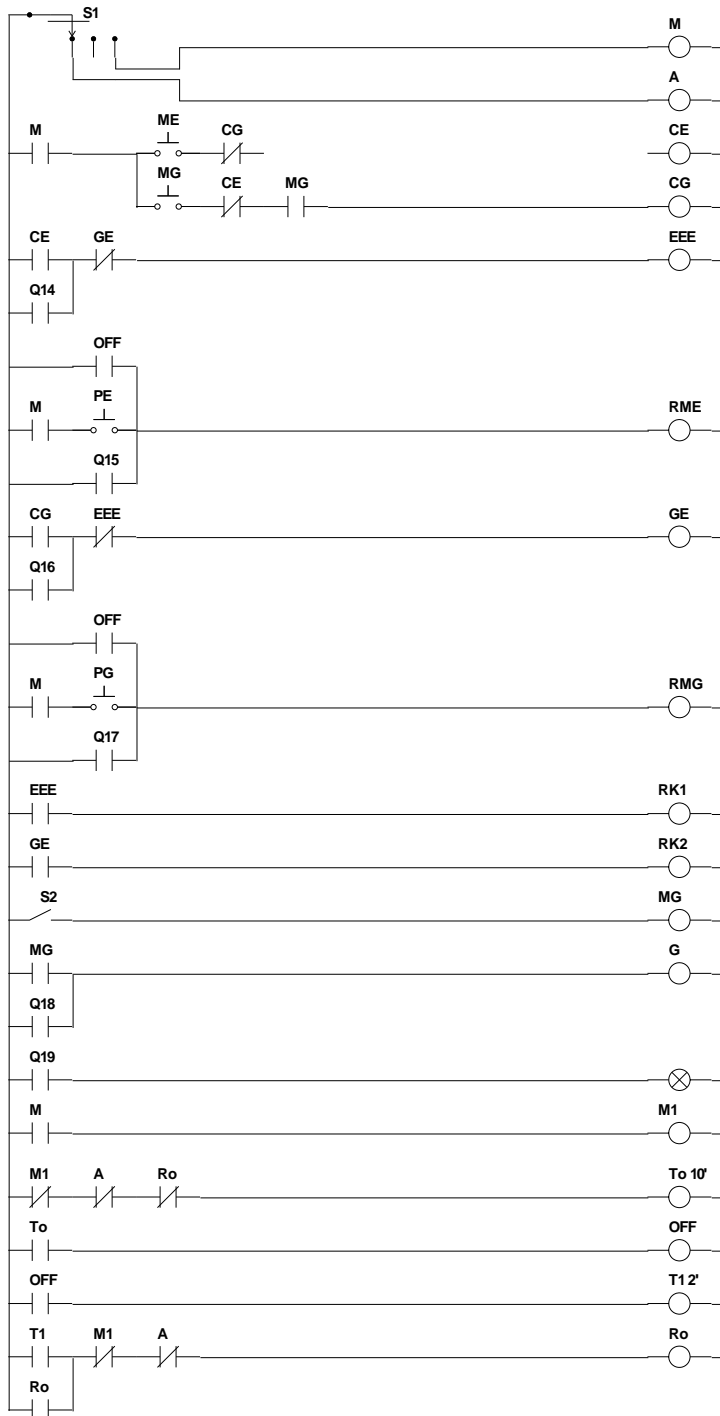 S1
M
A
M ME CG CE
MG CE MG CG
CE GE EEE
Q14
OFF
M PE RME
Q15
CG EEE GE
Q16
OFF
M PG RMG
Q17
EEE RK1
GE RK2
S2 MG
MG G
Q18
Q19
M M1
M1 A Ro To 10'
To OFF
OFF T1 2'
T1 M1 A Ro
Ro